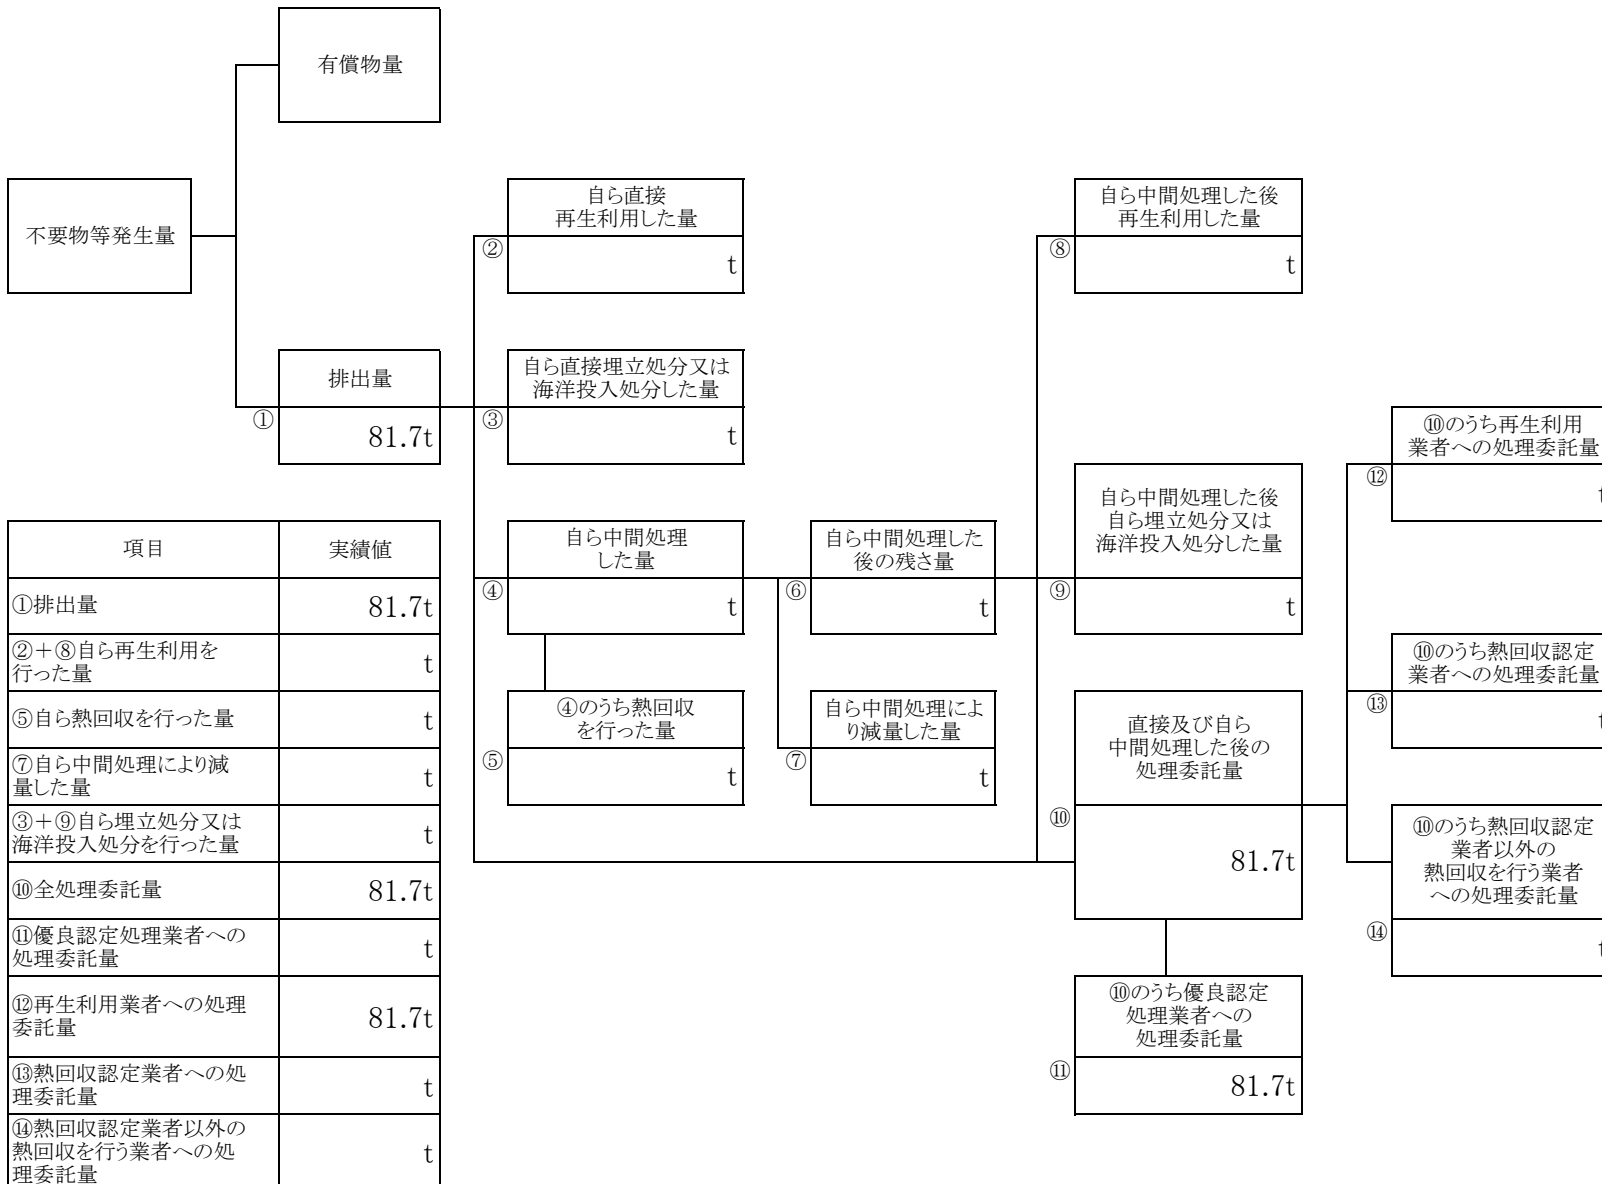 有償物量
不要物等発生量
自ら直接
再生利用した量
②
t
自ら中間処理した後
再生利用した量
⑧
t
排出量
①
81.7t
自ら直接埋立処分又は
海洋投入処分した量
③
t
⑩のうち再生利用
業者への処理委託量
⑫
t
自ら中間処理
した量
④
t
自ら中間処理した
後の残さ量
⑥
t
自ら中間処理した後
自ら埋立処分又は
海洋投入処分した量
⑨
t
⑩のうち熱回収認定
業者への処理委託量
⑬
t
④のうち熱回収
を行った量
⑤
t
自ら中間処理によ
り減量した量
⑦
t
直接及び自ら
中間処理した後の
処理委託量
⑩
81.7t
⑩のうち熱回収認定
業者以外の
熱回収を行う業者
への処理委託量
⑭
t
⑩のうち優良認定
処理業者への
処理委託量
⑪
81.7t
項目
実績値
①排出量
81.7t
②＋⑧自ら再生利用を
行った量
t
⑤自ら熱回収を行った量
t
⑦自ら中間処理により減
量した量
t
③＋⑨自ら埋立処分又は
海洋投入処分を行った量
t
⑩全処理委託量
81.7t
⑪優良認定処理業者への
処理委託量
t
⑫再生利用業者への処理
委託量
81.7t
⑬熱回収認定業者への処
理委託量
t
⑭熱回収認定業者以外の
熱回収を行う業者への処
理委託量
t